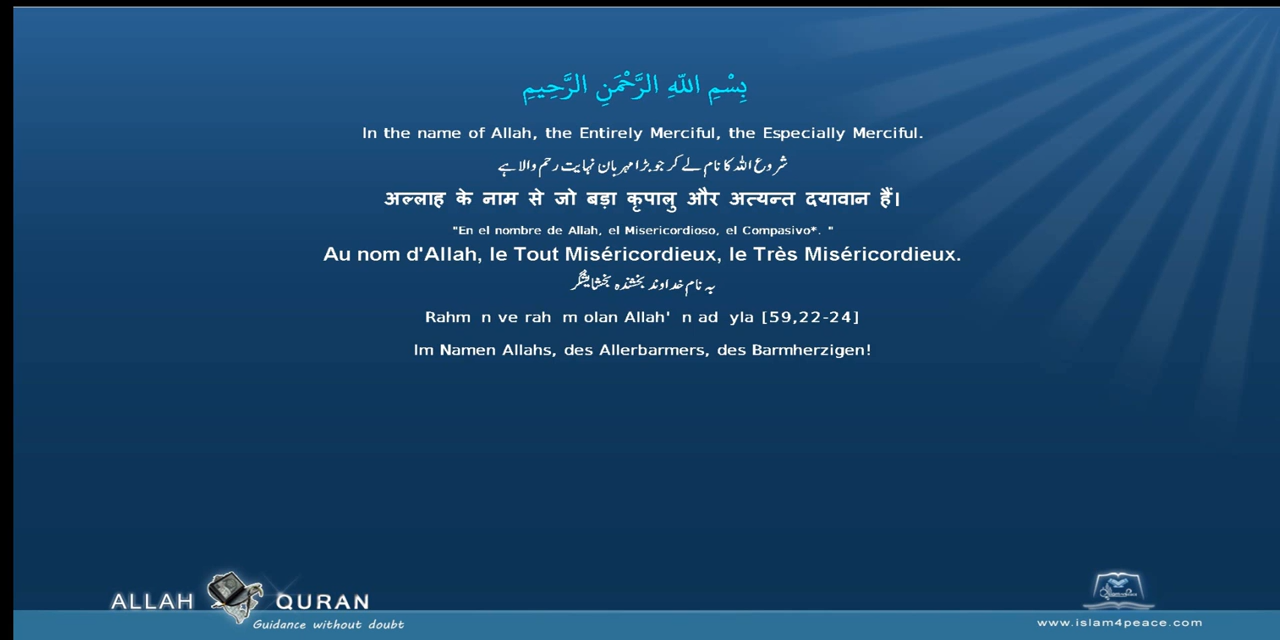 بِسْمِ اللّٰهِ الرَّحْمَنِ الرَّحِيمِ
In the name of Allah, the Entirely Merciful, the Especially Merciful.
شروع الله کا نام لے کر جو بڑا مہربان نہایت رحم والا ہے
अल्लाह के नाम से जो बड़ा कृपालु और अत्यन्त दयावान हैं।
"En el nombre de Allah, el Misericordioso, el Compasivo*. "
Au nom d'Allah, le Tout Miséricordieux, le Très Miséricordieux.
به نام خداوند بخشنده بخشایشگر
Rahm n ve rah m olan Allah' n ad yla [59,22-24]
Im Namen Allahs, des Allerbarmers, des Barmherzigen!
ALLAH QURAN
Guidance without doubt
www.islam4peace.com